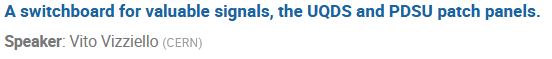 A switchboard for valuable signals, the UQDS and PDSU patch panels.
Speaker: Vito Vizziello (CERN)